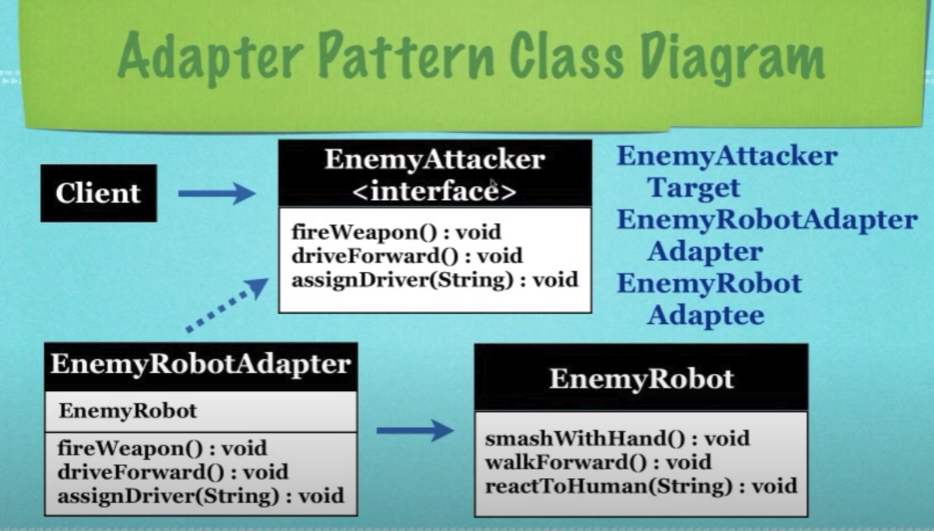 Adapter Pattern Class Diagram
Client
EnemyAttacker
<interface>
fireWeapon() : void
driveForward() : void
assignDriver(String) : void
EnemyAttacker
Target
EnemyRobotAdapter
Adapter
EnemyRobot
Adaptee
EnemyRobotAdapter
EnemyRobot
fireWeapon() : void
driveForward() : void
assignDriver(String) : void
EnemyRobot
smashWithHand() : void
walkForward() : void
reactToHuman(String) : void